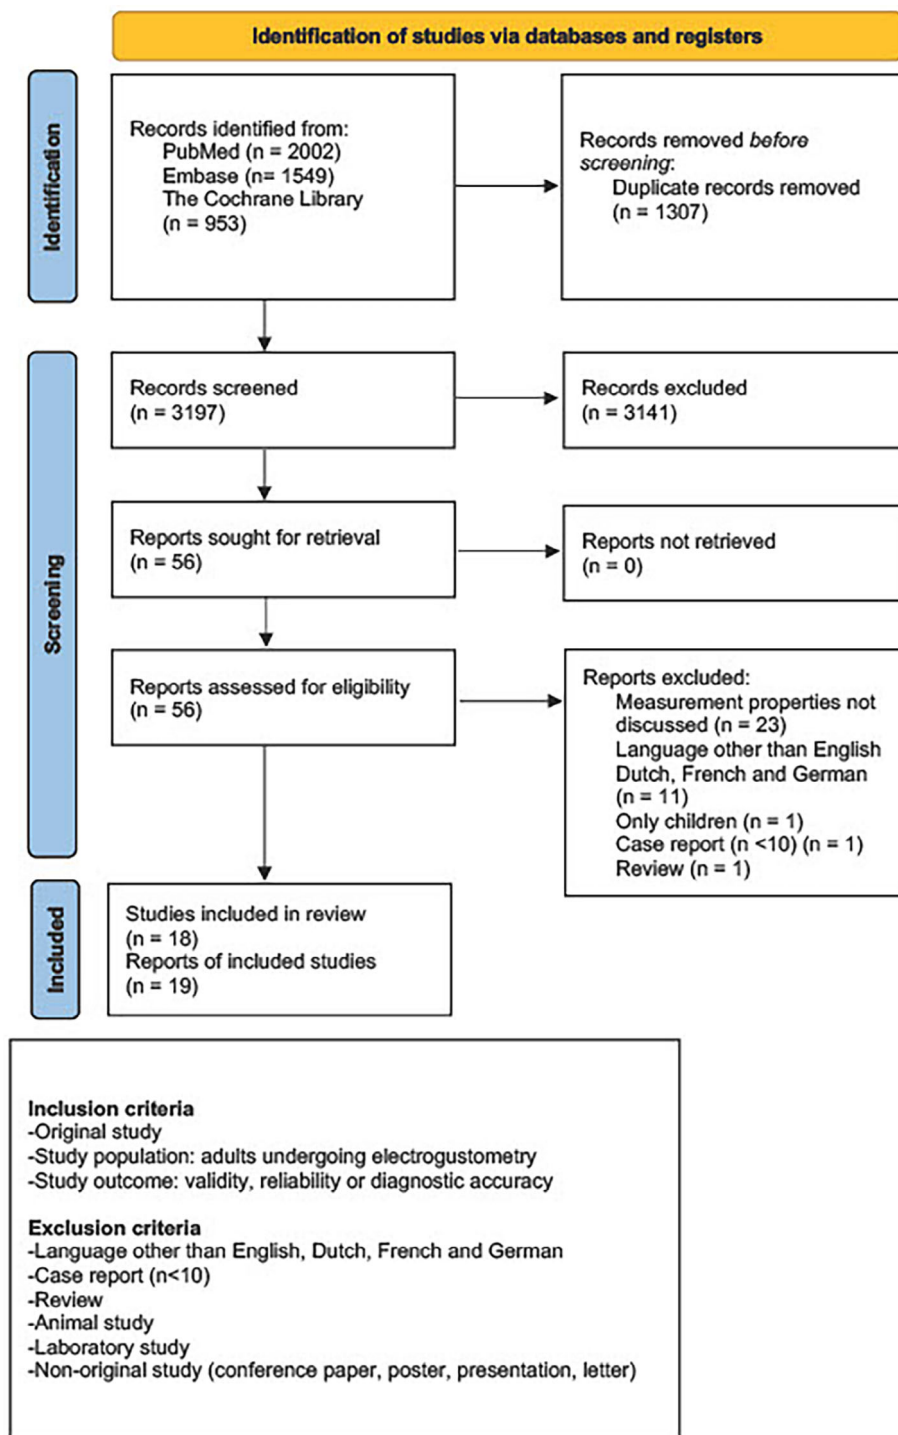 Identification of studies via databases and registers
Identification
Records identified from:
PubMed (n = 2002)
Embase (n= 1549)
The Cochrane Library
(n = 953)
Records removed before
screening:
Duplicate records removed
(n = 1307)
Screening
Records screened
(n = 3197)
Records excluded
(n = 3141)
Reports sought for retrieval
(n = 56)
Reports not retrieved
(n = 0)
Reports assessed for eligibility
(n = 56)
Reports excluded:
Measurement properties not
discussed (n = 23)
Language other than English
Dutch, French and German
(n = 11)
Only children (n = 1)
Case report (n <10) (n = 1)
Review (n = 1)
Included
Studies included in review
(n = 18)
Reports of included studies
(n = 19)
Inclusion criteria
-Original study
-Study population: adults undergoing electrogustometry
-Study outcome: validity, reliability or diagnostic accuracy
Exclusion criteria
-Language other than English, Dutch, French and German
-Case report (n<10)
-Review
-Animal study
-Laboratory study
-Non-original study (conference paper, poster, presentation, letter)